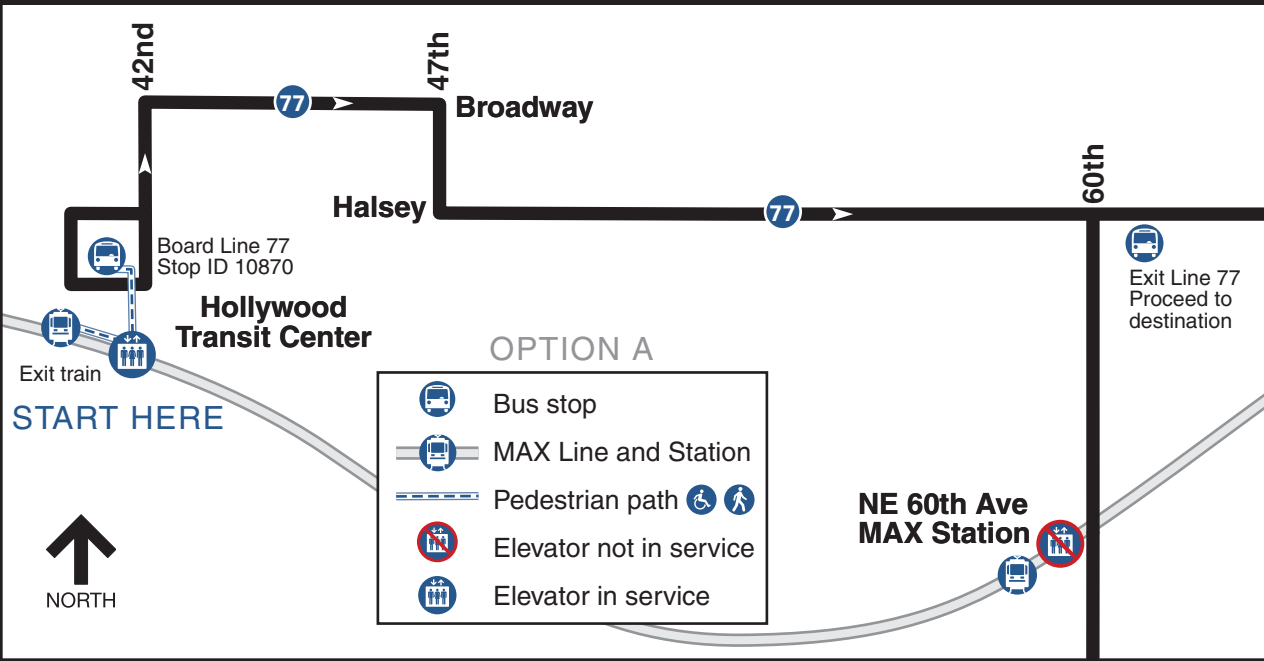 42nd
47th
77
Broadway
60th
Halsey
77
Board Line 77
Stop ID 10870
Exit Line 77
Proceed to
destination
Hollywood
Transit Center
Exit train
START HERE
OPTION A
Bus stop
MAX Line and Station
Pedestrian path
Elevator not in service
Elevator in service
NE 60th Ave
MAX Station
NORTH